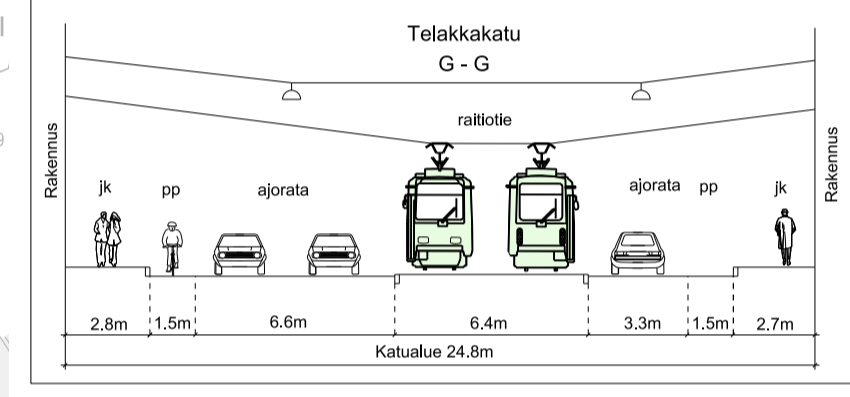 Telakkakatu
G - G
raitiotie
Rakennus
Rakennus
jk
pp
ajorata
ajorata
pp
jk
2.8m
1.5m
6.6m
6.4m
3.3m
1.5m
2.7m
Katualue 24.8m